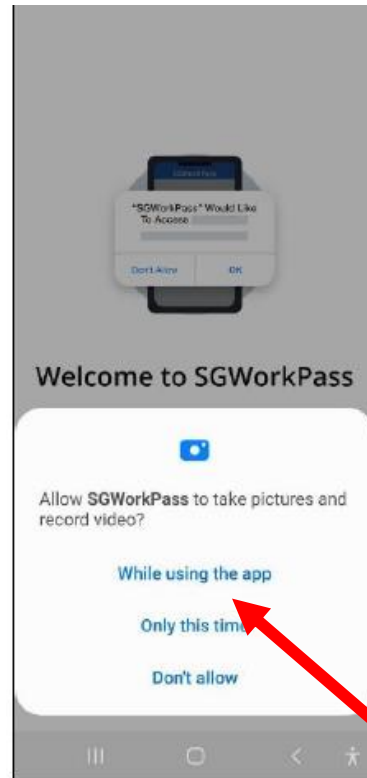 SGWorkPass
"SGWorkPass" Would Like
To Access
Don't Allow
OK
Welcome to SGWorkPass
Allow SGWorkPass to take pictures and
record video?
While using the app
Only this time
Don't allow